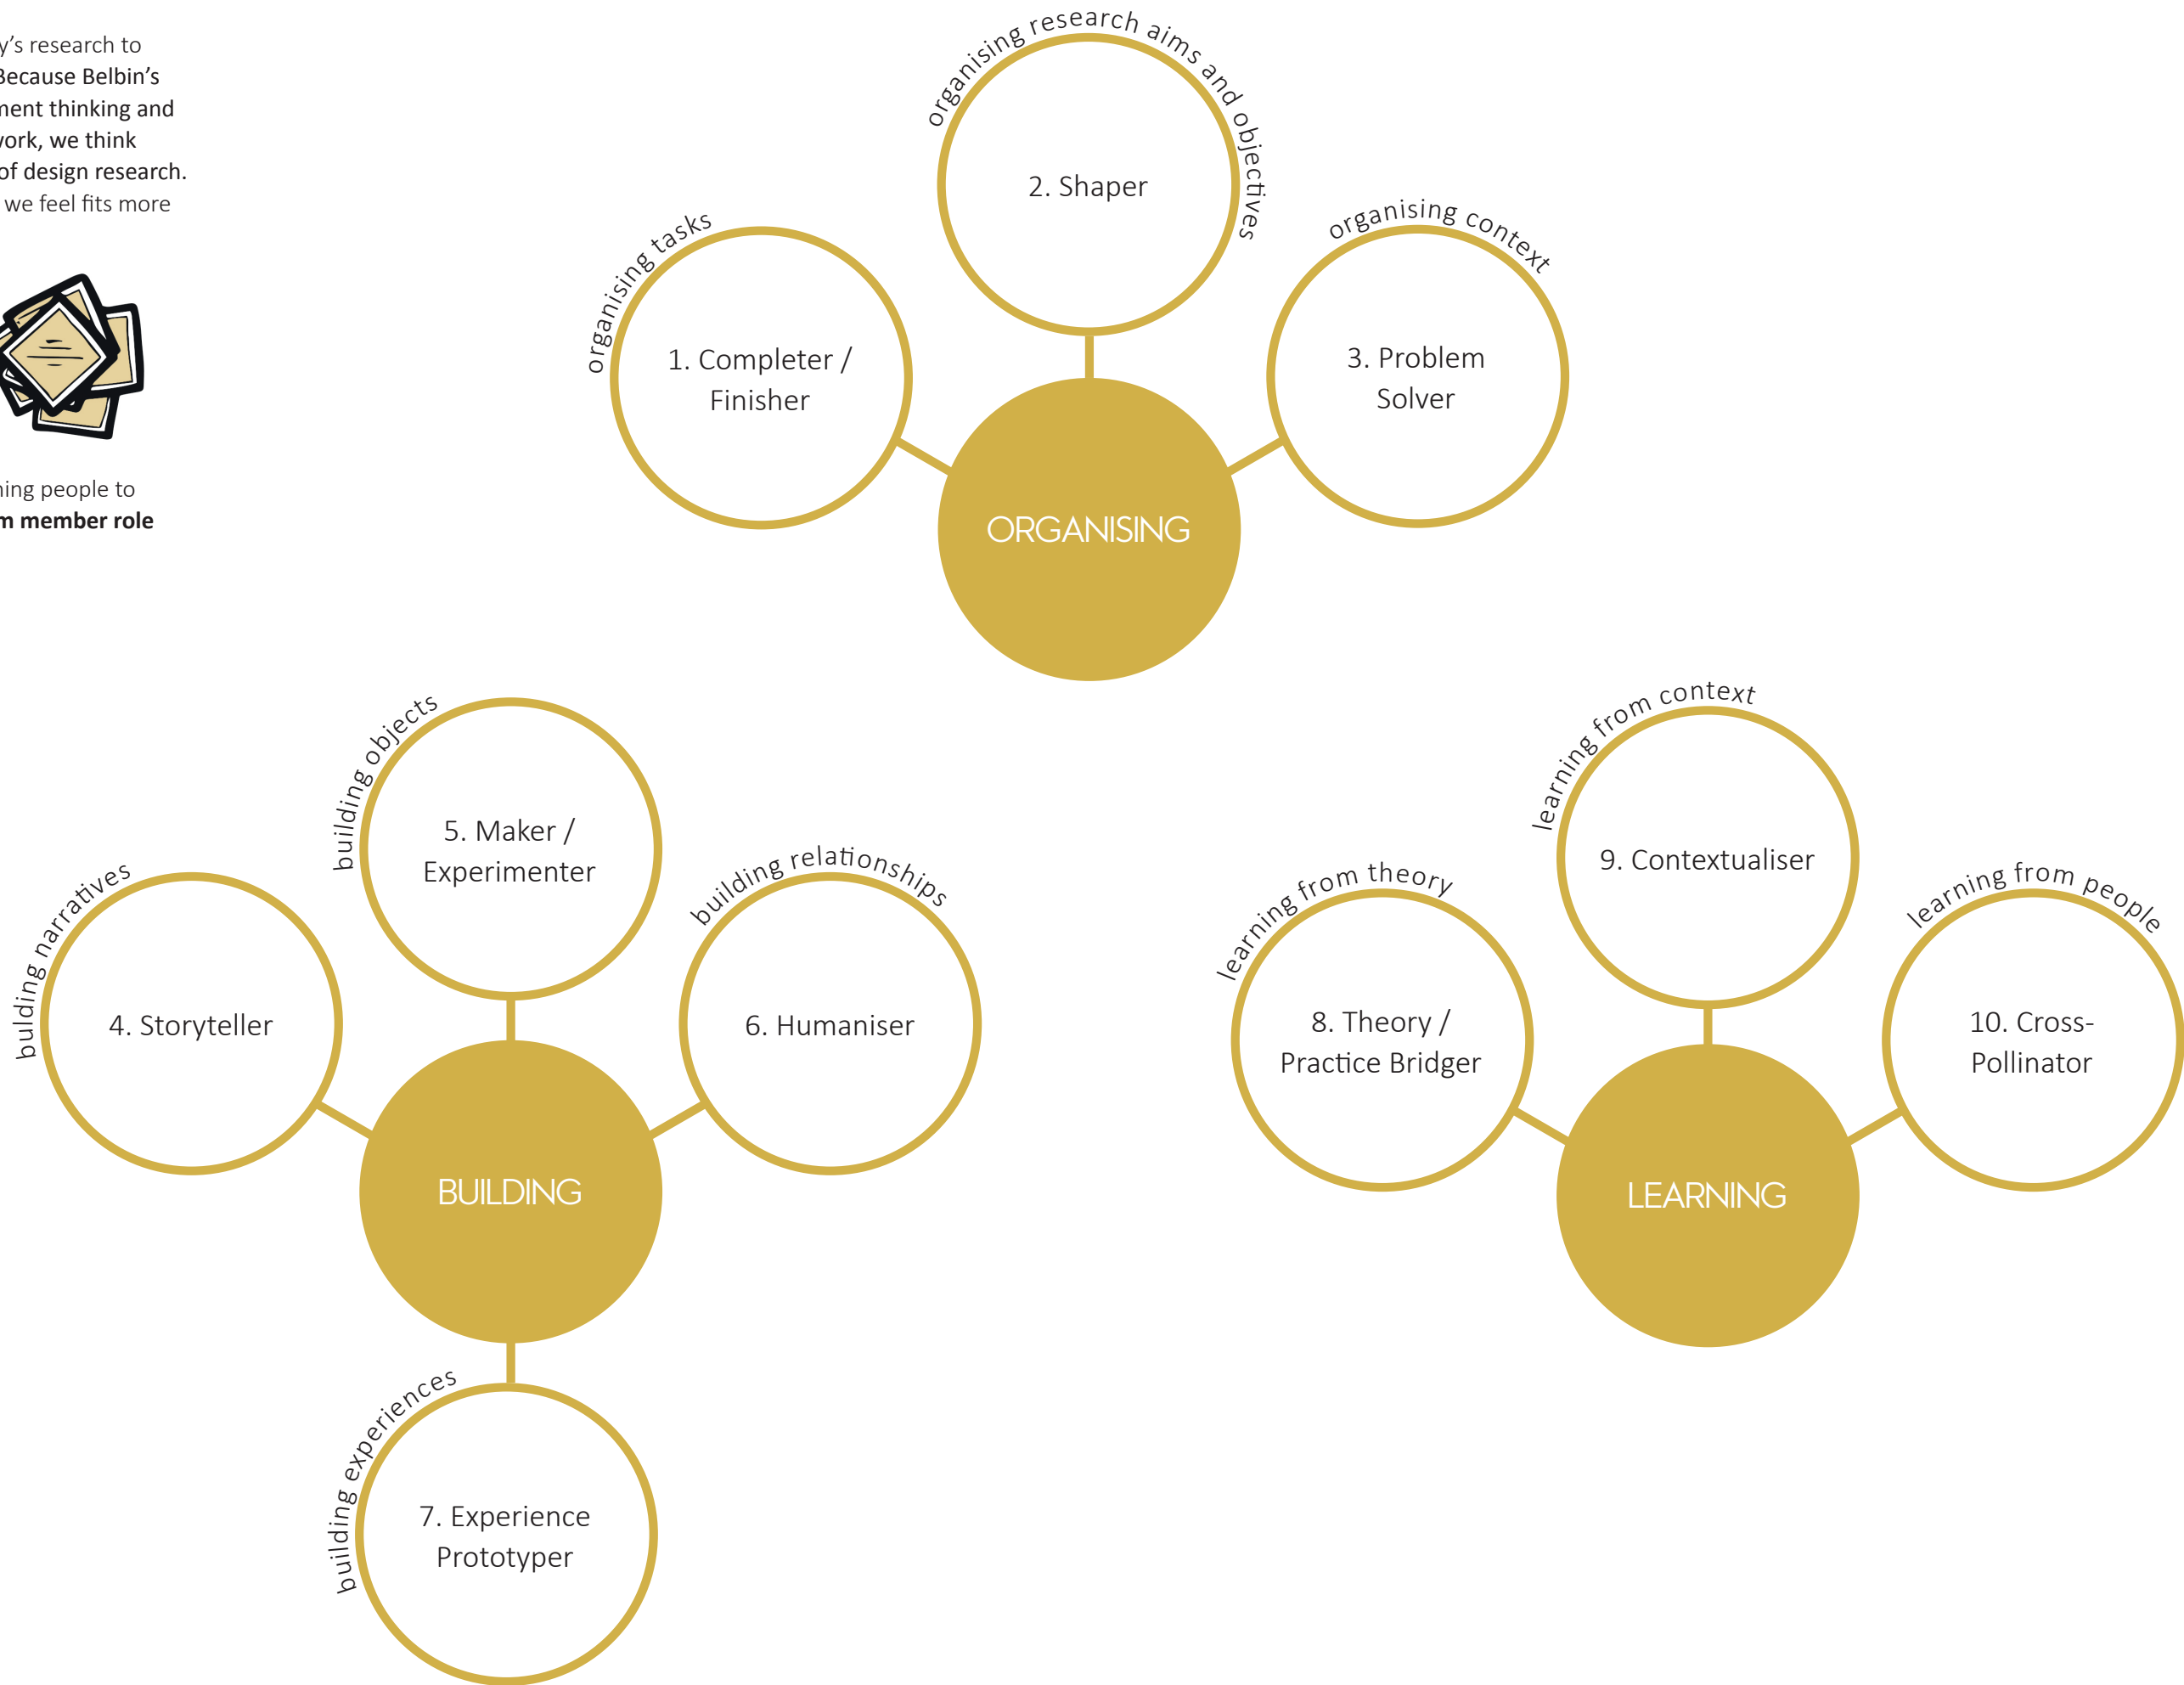 y's research to
Because Belbin's
ment thinking and
work, we think
of design research.
we feel fits more
ning people to
m member role
organising research aims and objectives
2. Shaper
organising tasks
1. Completer /
Finisher
organising context
3. Problem
Solver
ORGANISING
bulding narratives
4. Storyteller
building objects
5. Maker /
Experimenter
building relationships
6. Humaniser
BUILDING
building experiences
7. Experience
Prototyper
learning from theory
8. Theory /
Practice Bridger
learning from context
9. Contextualiser
learning from people
10. Cross-
Pollinator
LEARNING